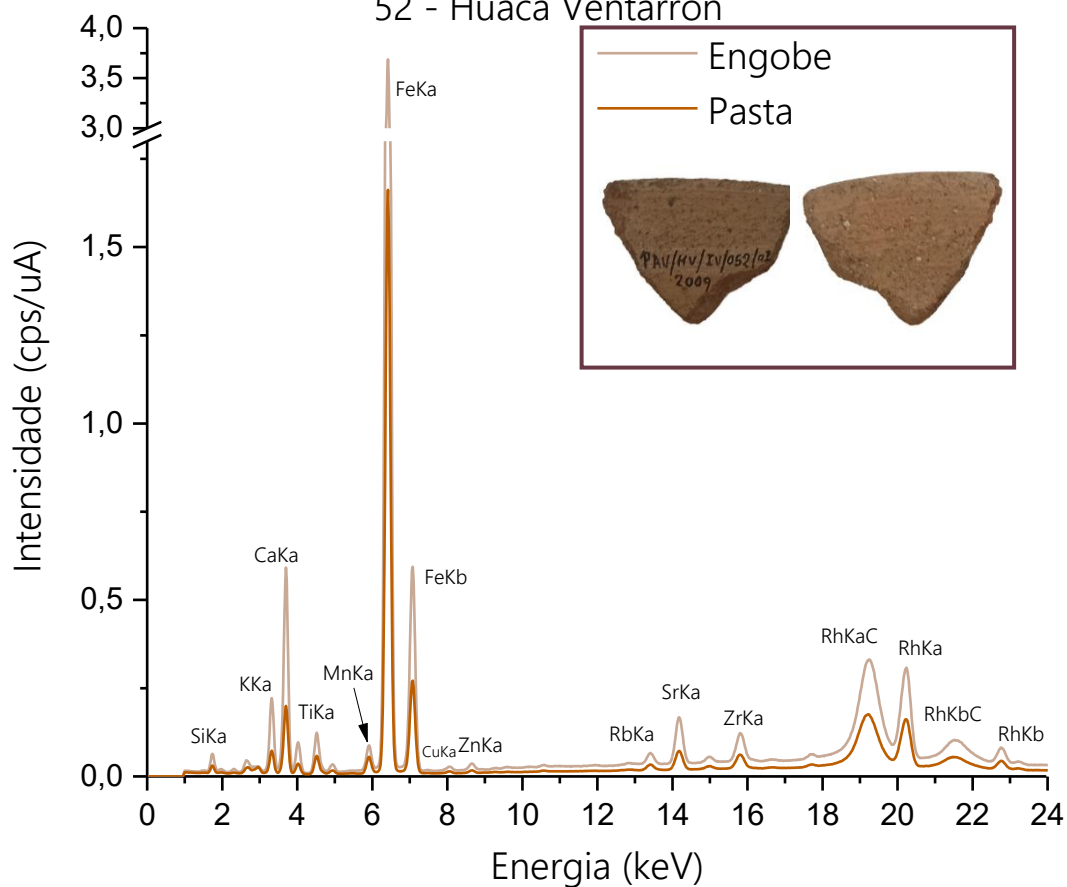 52 - Huaca Ventarrón
Engobe
Pasta
PAV/HV/IV/052/02
2009
4,0
3,5
3,0
1,5
1,0
0,5
0,0
Intensidade (cps/uA)
FeKa
CaKa
FeKb
KKa
MnKa
TiKa
SiKa
CuKa
ZnKa
RbKa
SrKa
ZrKa
RhKaC
RhKa
RhKbC
RhKb
0 2 4 6 8 10 12 14 16 18 20 22 24
Energia (keV)